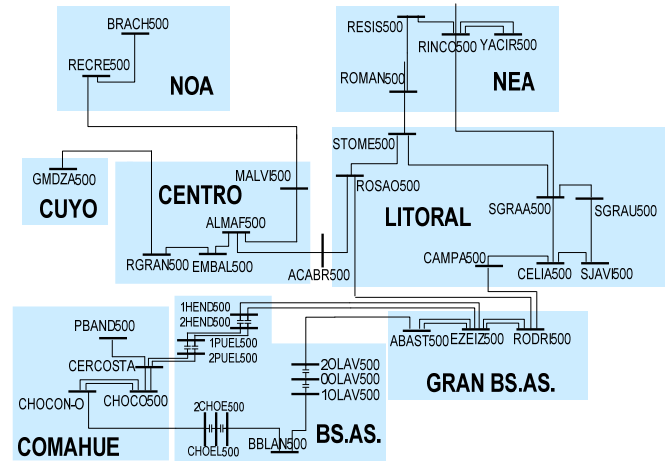 BRACH500
RECRE500
NOA
RESIS500
RINCO500
YACIR500
ROMAN500
NEA
STOME500
GMDZA500
CUYO
CENTRO
MALVI500
ROSAO500
ALMAF500
LITORAL
SGRAA500
SGRAU500
RGRAN500
EMBAL500
ACABR500
CAMPA500
CELIA500
SJAVI500
PBAND500
1HEND500
2HEND500
1PUEL500
2PUEL500
CERCOSTA
CHOCON-O
CHOCO500
COMAHUE
ABAST500
EZEIZ500
RODRI500
GRAN BS.AS.
2OLAV500
0OLAV500
1OLAV500
2CHOE500
CHOEL500
BBLAN500
BS.AS.